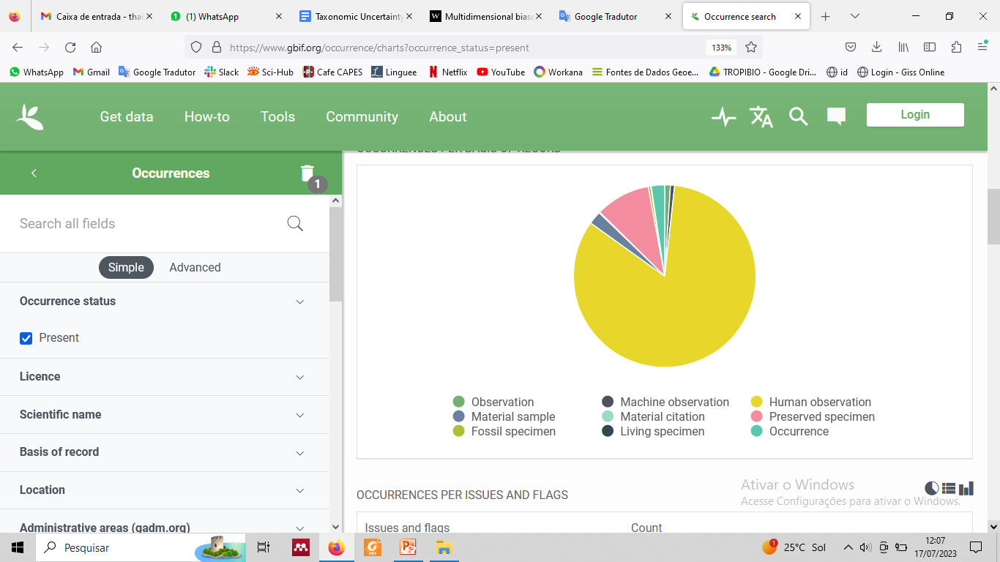 Caixa de entrada - thai
(1) WhatsApp
Taxonomic Uncertainty
Multidimensional biase
Google Tradutor
Occurrence search
https://www.gbif.org/occurrence/charts?occurrence_status=present
133%
WhatsApp Gmail Google Tradutor Slack Sci-Hub Cafe CAPES Linguee Netflix YouTube Workana Fontes de Dados Geoe... TROPIBIO - Google Dri... id Login - Giss Online
Get data How-to Tools Community About
Login
Occurrences
1
Search all fields
Simple Advanced
Occurrence status
Present
Licence
Scientific name
Basis of record
Location
Administrative areas (gadm.org)
OCCURRENCES PER BASIS OF RECORD
Observation Machine observation Human observation
Material sample Material citation Preserved specimen
Fossil specimen Living specimen Occurrence
OCCURRENCES PER ISSUES AND FLAGS
Issues and flags Count
Ativar o Windows
Acesse Configurações para ativar o Windows.
Pesquisar
1
25°C Sol
12:07
17/07/2023